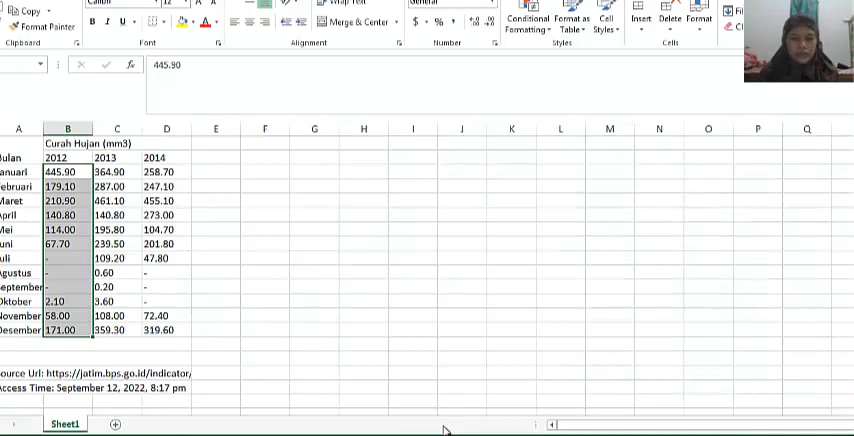 Copy
Format Painter
Calibri 12
B I U A
Wrap Text
Merge & Center
General
$ % ,
Conditional Formatting
Format as Table
Cell Styles
Insert Delete Format
Clipboard Font Alignment Number Styles Cells
fx 445.90
A B C D E F G H I J K L M N O P Q
Curah Hujan (mm3)
Bulan 2012 2013 2014
Januari 445.90 364.90 258.70
Februari 179.10 287.00 247.10
Maret 210.90 461.10 455.10
April 140.80 140.80 273.00
Mei 114.00 195.80 104.70
Juni 67.70 239.50 201.80
Juli - 109.20 47.80
Agustus - 0.60 -
September - 0.20 -
Oktober 2.10 3.60 -
November 58.00 108.00 72.40
Desember 171.00 359.30 319.60
Source Url: https://jatim.bps.go.id/indicator/
Access Time: September 12, 2022, 8:17 pm
Sheet1